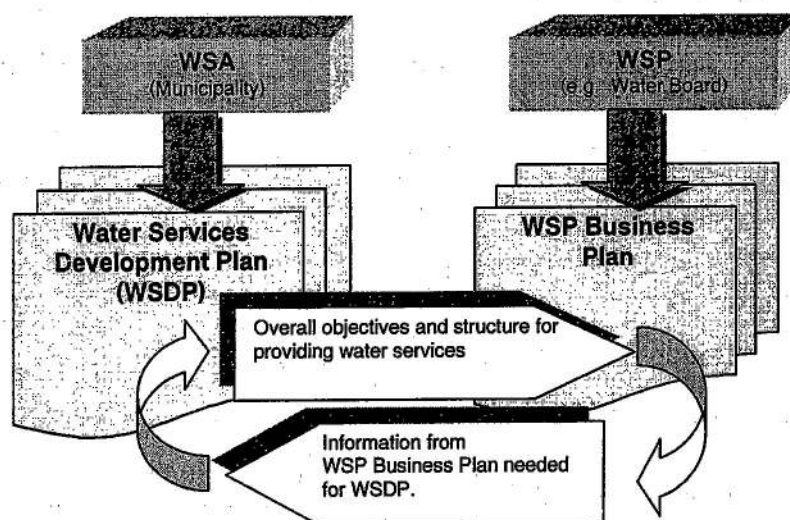 WSA
(Municipality)
WSP
(e.g Water Board)
Water Services
Development Plan
(WSDP)
WSP Business
Plan
Overall objectives and structure for
providing water services
Information from
WSP Business Plan needed
for WSDP.